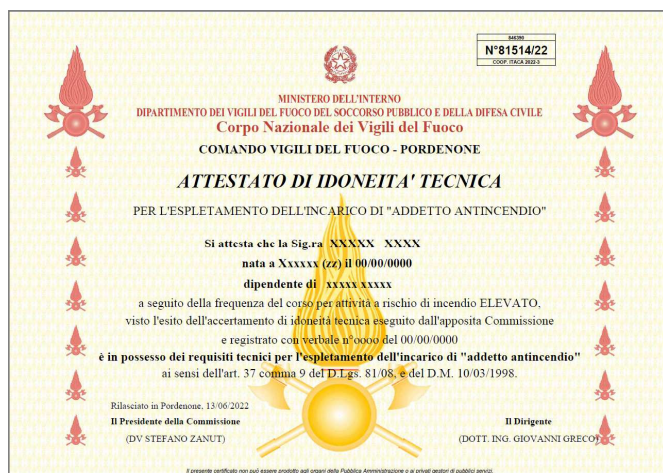 846390
N°81514/22
COOP. ITACA 2022-3
MINISTERO DELL'INTERNO
DIPARTIMENTO DEI VIGILI DEL FUOCO DEL SOCCORSO PUBBLICO E DELLA DIFESA CIVILE
Corpo Nazionale dei Vigili del Fuoco
COMANDO VIGILI DEL FUOCO - PORDENONE
ATTESTATO DI IDONEITA' TECNICA
PER L'ESPLETAMENTO DELL'INCARICO DI "ADDETTO ANTINCENDIO"
Si attesta che la Sig.ra XXXXX XXXX
nata a Xxxxxx (zz) il 00/00/0000
dipendente di xxxxx xxxxx
a seguito della frequenza del corso per attività a rischio di incendio ELEVATO,
visto l'esito dell'accertamento di idoneità tecnica eseguito dall'apposita Commissione
e registrato con verbale n°oooo del 00/00/0000
è in possesso dei requisiti tecnici per l'espletamento dell'incarico di "addetto antincendio"
ai sensi dell'art. 37 comma 9 del D.Lgs. 81/08, e del D.M. 10/03/1998.
Rilasciato in Pordenone, 13/06/2022
Il Presidente della Commissione
(DV STEFANO ZANUT)
Il Dirigente
(DOTT. ING. GIOVANNI GRECO)
Il presente certificato non può essere prodotto agli organi della Pubblica Amministrazione o ai privati gestori di pubblici servizi.